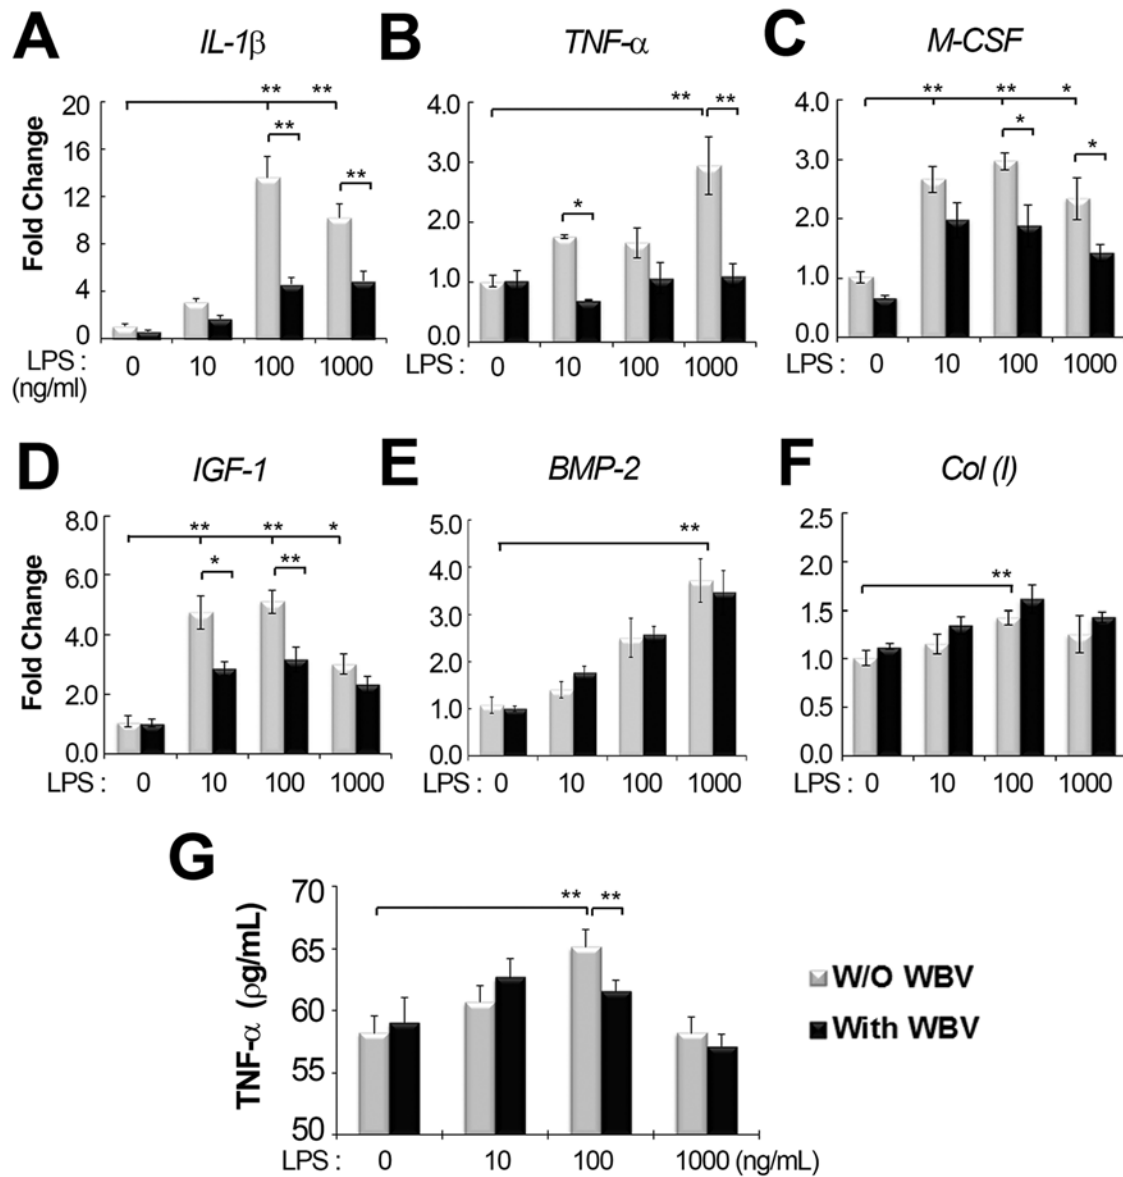 A IL-1β
B TNF-α
C M-CSF
Fold Change
20
16
12
8
4
0
** **
**
**
LPS : 0 10 100 1000
(ng/ml)
4.0
3.0
2.0
1.0
0.0
** **
*
LPS : 0 10 100 1000
4.0
3.0
2.0
1.0
0.0
** ** *
*
*
LPS : 0 10 100 1000
D IGF-1
E BMP-2
F Col (I)
Fold Change
8.0
6.0
4.0
2.0
0.0
** ** *
* **
LPS : 0 10 100 1000
5.0
4.0
3.0
2.0
1.0
0.0
**
LPS : 0 10 100 1000
2.5
2.0
1.5
1.0
0.5
0.0
**
LPS : 0 10 100 1000
G
TNF-α (ρg/mL)
70
65
60
55
50
** **
LPS : 0 10 100 1000 (ng/mL)
W/O WBV
With WBV